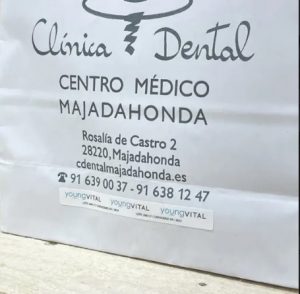 Clínica Dental
CENTRO MÉDICO
MAJADAHONDA
Rosalía de Castro 2
28220, Majadahonda
cdentalmajadahonda.es
☎ 91 639 00 37 - 91 638 12 47
youngVITAL youngVITAL youngVITAL